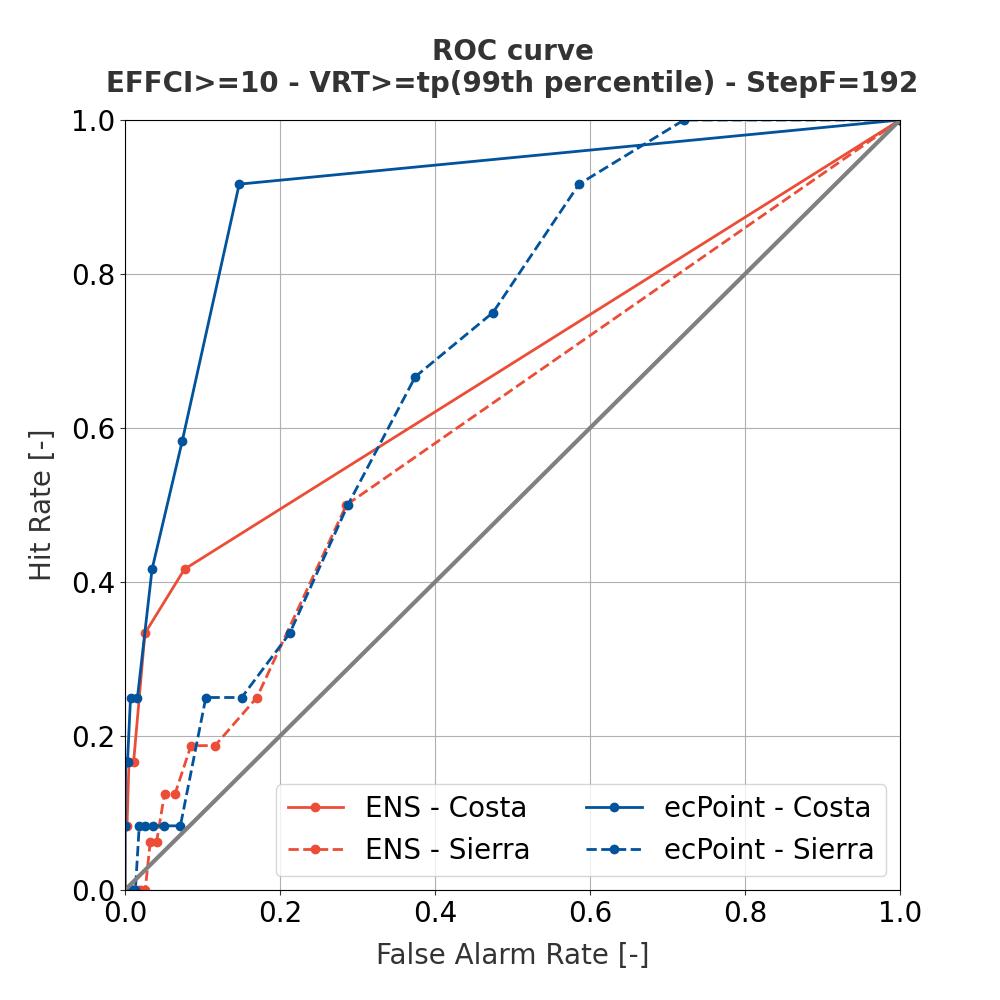 ROC curve
EFFCI>=10 - VRT>=tp(99th percentile) - StepF=192
1.0
0.8
0.6
0.4
0.2
0.0
Hit Rate [-]
ENS - Costa
ENS - Sierra
ecPoint - Costa
ecPoint - Sierra
0.0 0.2 0.4 0.6 0.8 1.0
False Alarm Rate [-]